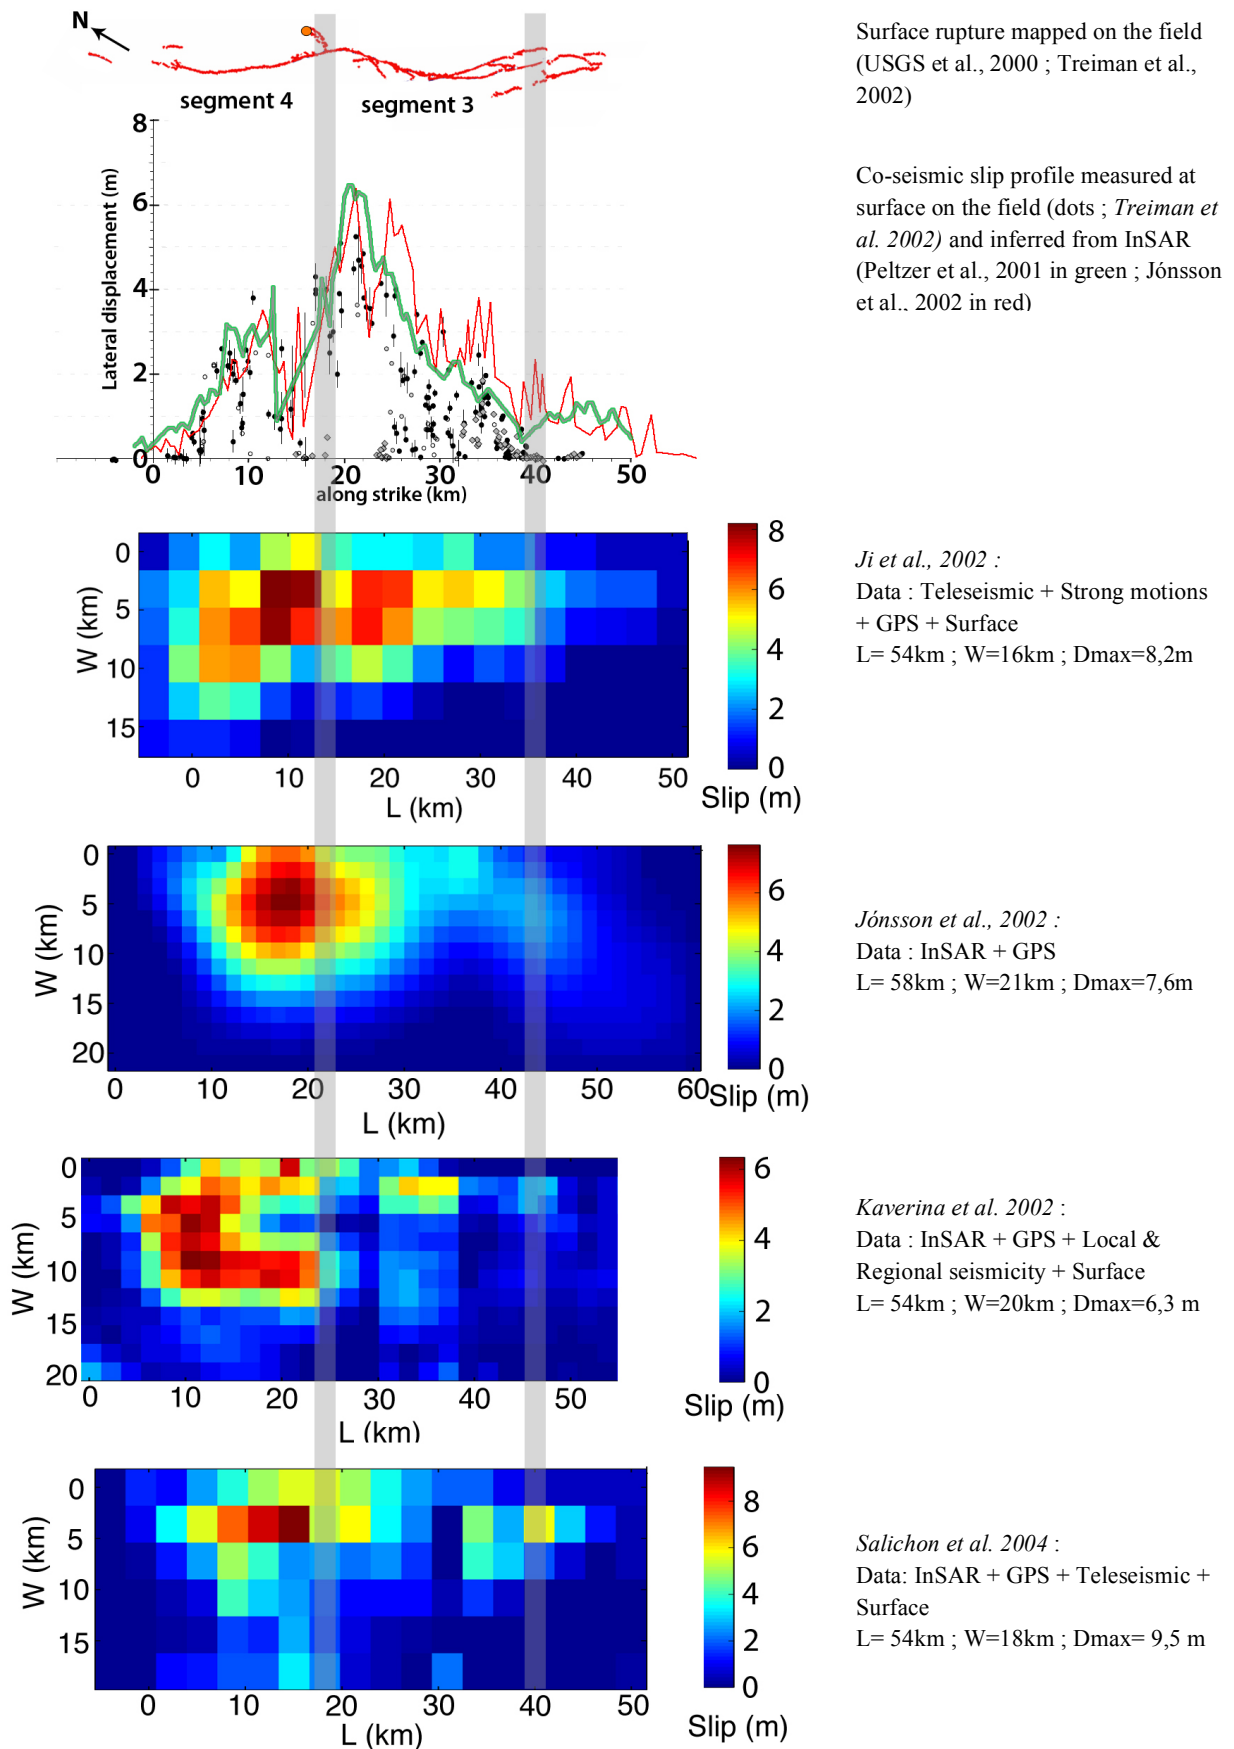 N
segment 4
segment 3
Surface rupture mapped on the field
(USGS et al., 2000 ; Treiman et al.,
2002)
8
6
4
2
0
Lateral displacement (m)
0 10 20 30 40 50
along strike (km)
Co-seismic slip profile measured at
surface on the field (dots ; Treiman et
al. 2002) and inferred from InSAR
(Peltzer et al., 2001 in green ; Jónsson
et al., 2002 in red)
0
5
10
15
W (km)
0 10 20 30 40 50
L (km)
8
6
4
2
0
Slip (m)
Ji et al., 2002 :
Data : Teleseismic + Strong motions
+ GPS + Surface
L= 54km ; W=16km ; Dmax=8,2m
0
5
10
15
20
W (km)
0 10 20 30 40 50 60
L (km)
6
4
2
0
Slip (m)
Jónsson et al., 2002 :
Data : InSAR + GPS
L= 58km ; W=21km ; Dmax=7,6m
0
5
10
15
20
W (km)
0 10 20 30 40 50
L (km)
6
4
2
0
Slip (m)
Kaverina et al. 2002 :
Data : InSAR + GPS + Local &
Regional seismicity + Surface
L= 54km ; W=20km ; Dmax=6,3 m
0
5
10
15
W (km)
0 10 20 30 40 50
L (km)
8
6
4
2
0
Slip (m)
Salichon et al. 2004 :
Data: InSAR + GPS + Teleseismic +
Surface
L= 54km ; W=18km ; Dmax= 9,5 m